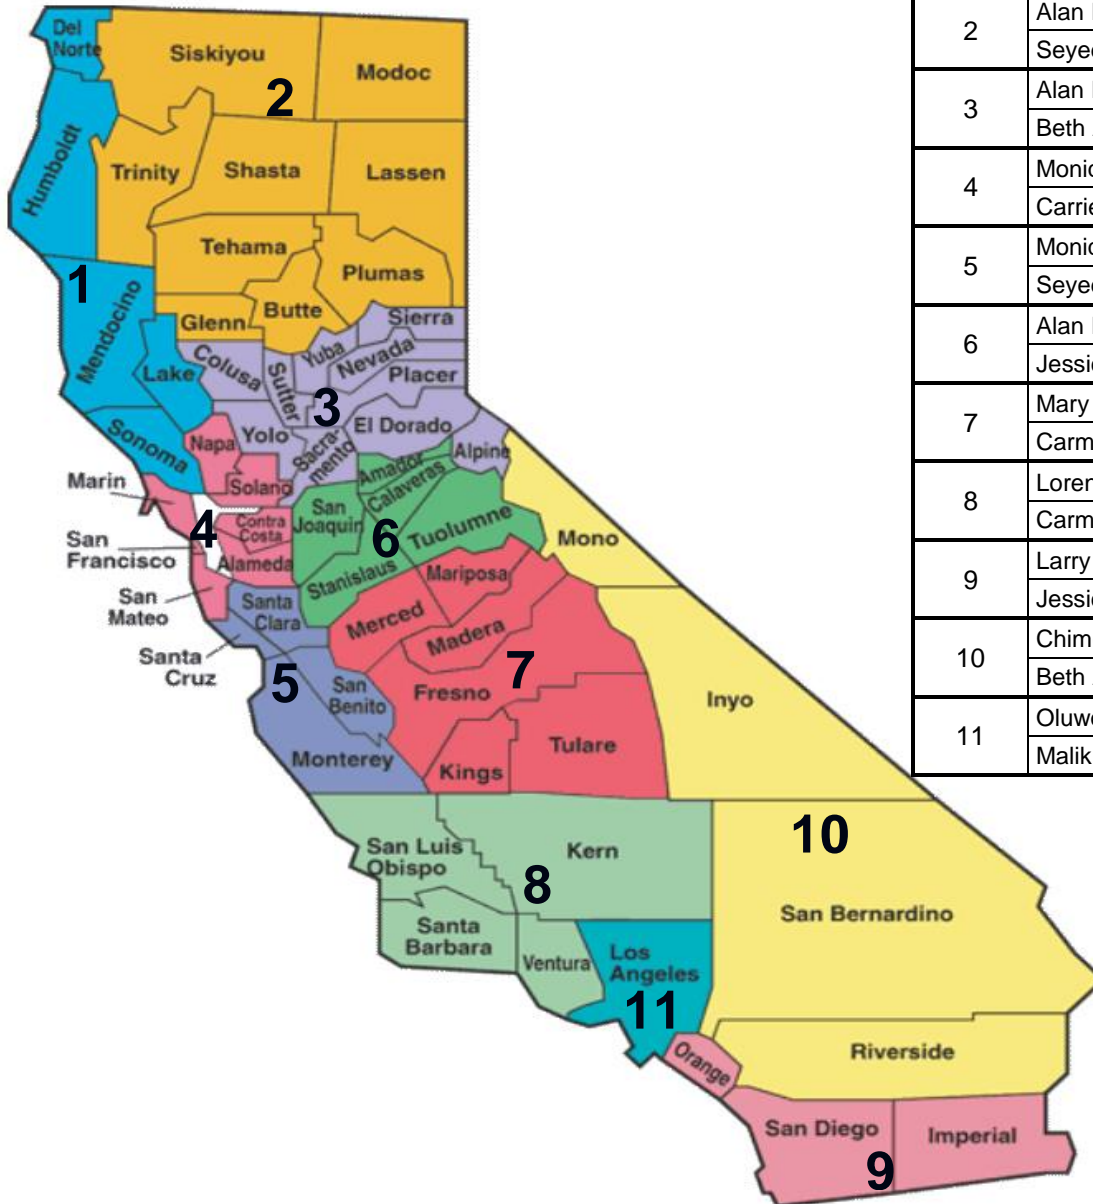 Del
Norte
Siskiyou
Modoc
2
Humboldt
Trinity
Shasta
Lassen
Tehama
Plumas
1
Mendocino
Glenn
Butte
Sierra
Colusa
Sutter
Yuba
Nevada
Placer
Lake
3
El Dorado
Sonoma
Napa
Yolo
Sacra-
mento
Amador
Alpine
Marin
Solano
Calaveras
San
Joaquin
4
Contra
Costa
6
Tuolumne
Mono
San
Francisco
Alameda
Stanislaus
Mariposa
San
Mateo
Santa
Clara
Merced
Madera
Santa
Cruz
5
San
Benito
7
Fresno
Inyo
Monterey
Kings
Tulare
San Luis
Obispo
Kern
10
8
San Bernardino
Santa
Barbara
Ventura
Los
Angeles
11
Orange
Riverside
San Diego
Imperial
9
2
Alan
3
Alan
Beth
4
5
6
Alan
7
Mary
8
9
Larry
10
Beth
11
Malik